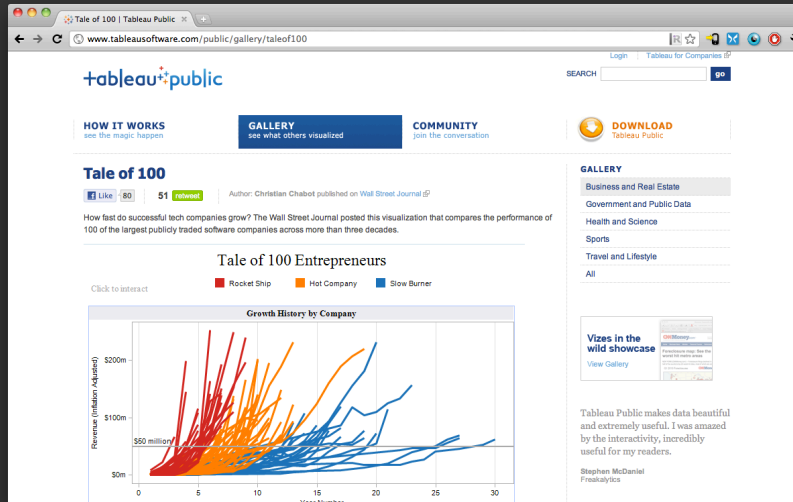 Tale of 100 | Tableau Public
www.tableausoftware.com/public/gallery/taleof100
Login
Tableau for Companies
tableau public
SEARCH
go
HOW IT WORKS
see the magic happen
GALLERY
see what others visualized
COMMUNITY
join the conversation
DOWNLOAD
Tableau Public
Tale of 100
Like 80
51 retweet
Author: Christian Chabot published on Wall Street Journal
How fast do successful tech companies grow? The Wall Street Journal posted this visualization that compares the performance of
100 of the largest publicly traded software companies across more than three decades.
Tale of 100 Entrepreneurs
Click to interact
Rocket Ship
Hot Company
Slow Burner
Growth History by Company
Revenue (Inflation Adjusted)
$200m
$100m
$60 million
$0m
0 5 10 15 20 25 30
Year Number
GALLERY
Business and Real Estate
Government and Public Data
Health and Science
Sports
Travel and Lifestyle
All
Vizes in the
wild showcase
View Gallery
Tableau Public makes data beautiful
and extremely useful. I was amazed
by the interactivity, incredibly
useful for my readers.
Stephen McDaniel
Freakalytics